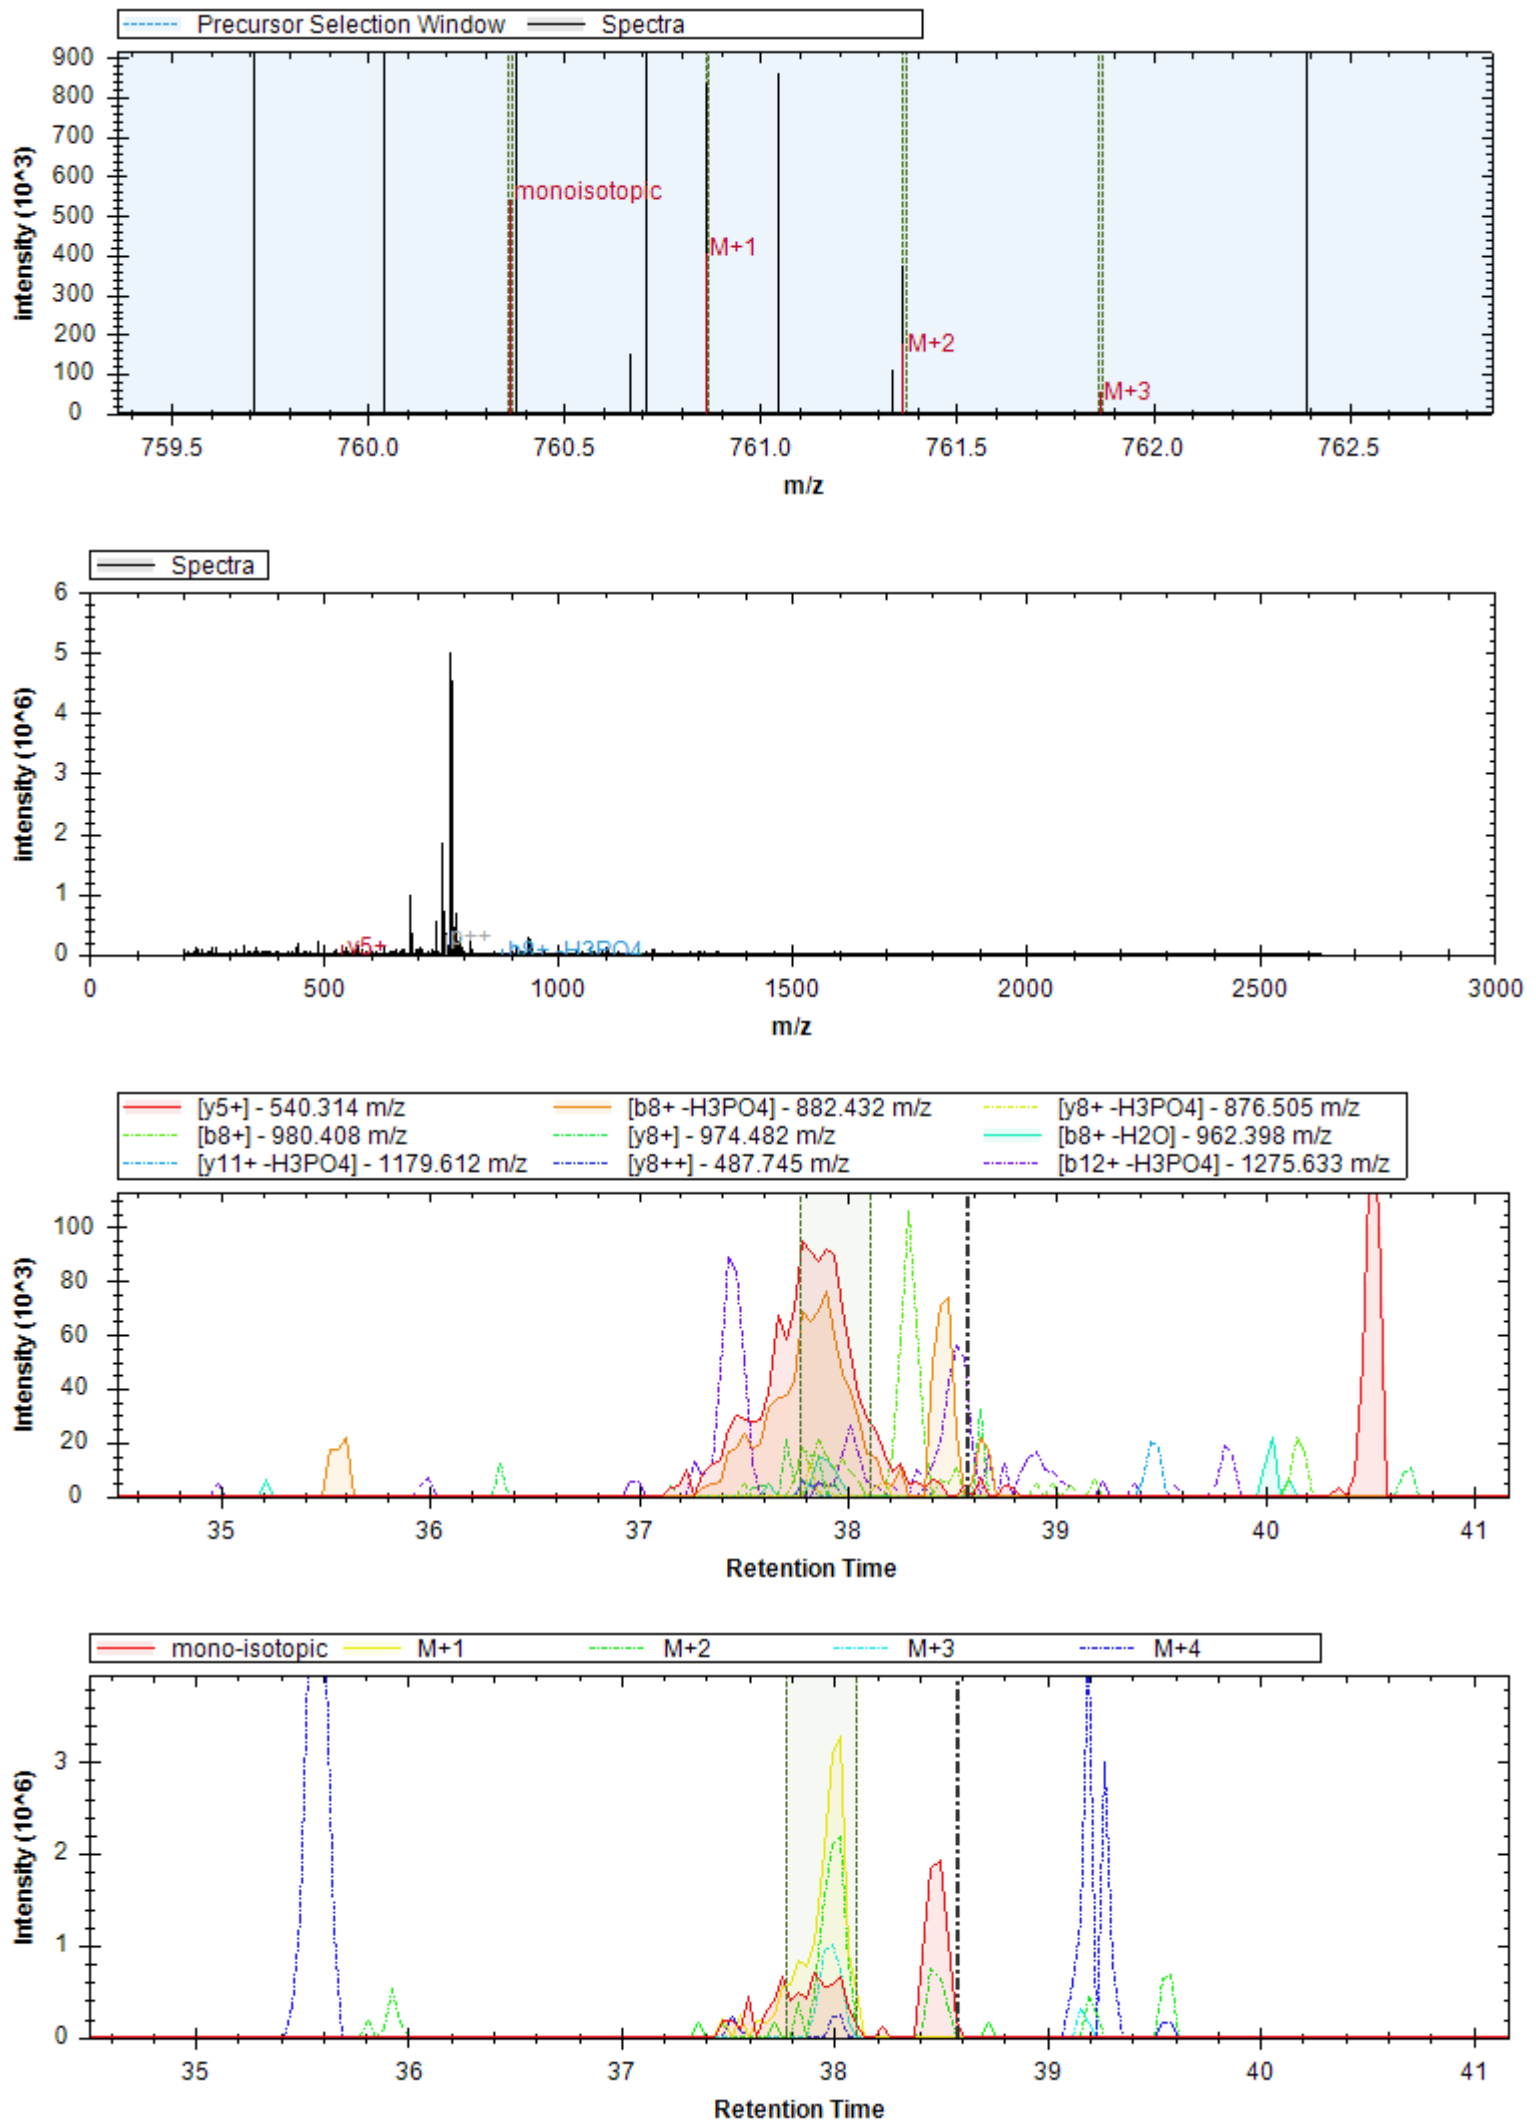 Precursor Selection Window Spectra
900
800
700
600
500
400
300
200
100
0
intensity (10^3)
monoisotopic
M+1
M+2
M+3
759.5 760.0 760.5 761.0 761.5 762.0 762.5
m/z
Spectra
6
5
4
3
2
1
0
intensity (10^6)
y5+
p++
b8+ -H3PO4
0 500 1000 1500 2000 2500 3000
m/z
[y5+] - 540.314 m/z [b8+ -H3PO4] - 882.432 m/z [y8+ -H3PO4] - 876.505 m/z
[b8+] - 980.408 m/z [y8+] - 974.482 m/z [b8+ -H2O] - 962.398 m/z
[y11+ -H3PO4] - 1179.612 m/z [y8++] - 487.745 m/z [b12+ -H3PO4] - 1275.633 m/z
100
80
60
40
20
0
Intensity (10^3)
35 36 37 38 39 40 41
Retention Time
mono-isotopic M+1 M+2 M+3 M+4
3
2
1
0
Intensity (10^6)
35 36 37 38 39 40 41
Retention Time